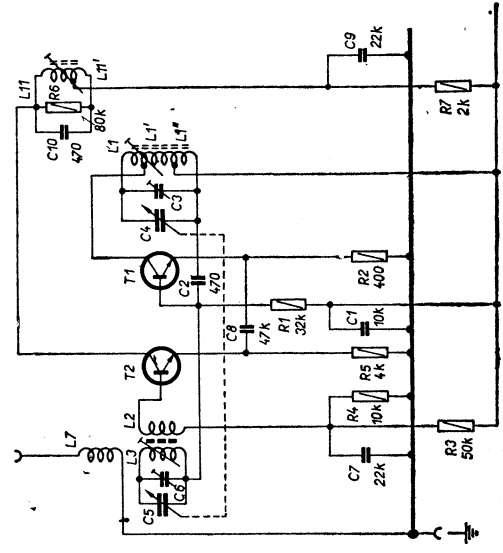 L11
L11'
R6
80k
C10
470
C9
22k
R7
2k
L1
L1'
L1"
C3
C4
T1
C2
470
R2
400
C8
47k
R1
32k
C1
10k
T2
R5
4k
R4
10k
L2
L3
L7
C5
C6
C7
22k
R3
50k